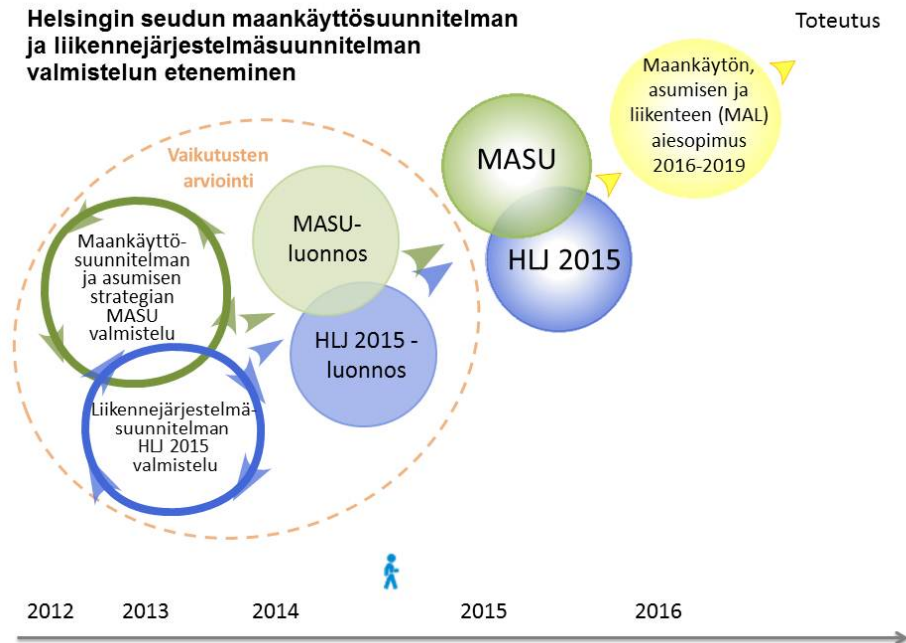 Helsingin seudun maankäyttösuunnitelman
ja liikennejärjestelmäsuunnitelman
valmistelun eteneminen
Toteutus
Maankäytön,
asumisen ja
liikenteen (MAL)
aiesopimus
2016-2019
MASU
HLJ 2015
Vaikutusten
arviointi
MASU-
luonnos
HLJ 2015 -
luonnos
Maankäyttö-
suunnitelman
ja asumisen
strategian
MASU
valmistelu
Liikennejärjestelmä-
suunnitelman
HLJ 2015
valmistelu
2012 2013 2014 2015 2016